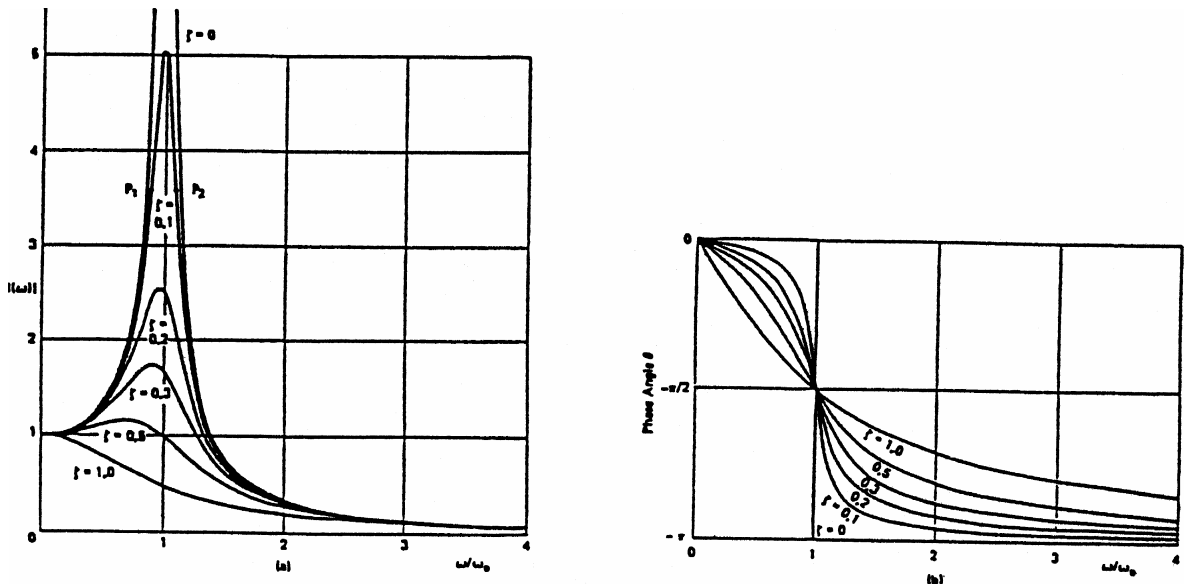 ζ = 0
5
4
P₁ P₂
ζ =
0,1
3
|(ω)|
ζ =
0,2
2
ζ = 0,3
1
ζ = 0,5
ζ = 1,0
0
1
2
3
4
(a)
ω/ω₀
0
Phase Angle θ
−π/2
ζ = 1,0
0,5
0,3
0,2
ζ = 0,1
ζ = 0
−π
0
1
2
3
4
(b)
ω/ω₀